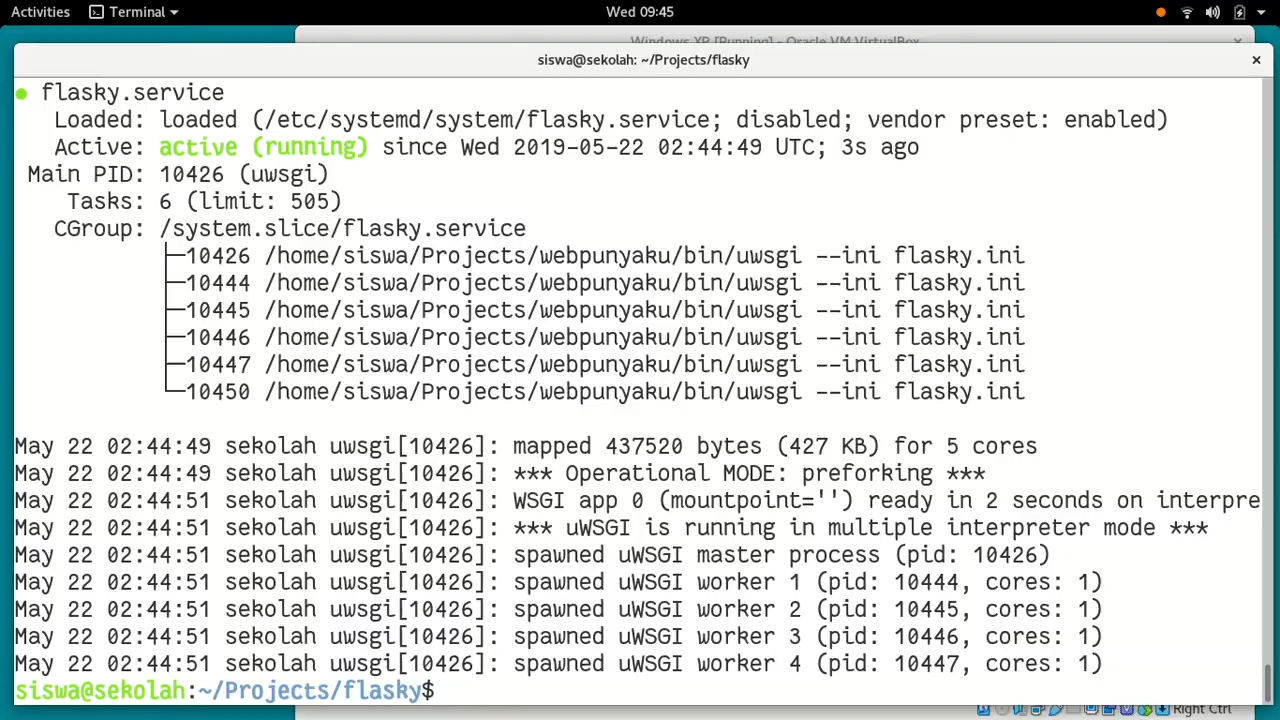 Activities Terminal Wed 09:45
Windows XP [Running] - Oracle VM VirtualBox
siswa@sekolah: ~/Projects/flasky
● flasky.service
Loaded: loaded (/etc/systemd/system/flasky.service; disabled; vendor preset: enabled)
Active: active (running) since Wed 2019-05-22 02:44:49 UTC; 3s ago
Main PID: 10426 (uwsgi)
Tasks: 6 (limit: 505)
CGroup: /system.slice/flasky.service
├─10426 /home/siswa/Projects/webpunyaku/bin/uwsgi --ini flasky.ini
├─10444 /home/siswa/Projects/webpunyaku/bin/uwsgi --ini flasky.ini
├─10445 /home/siswa/Projects/webpunyaku/bin/uwsgi --ini flasky.ini
├─10446 /home/siswa/Projects/webpunyaku/bin/uwsgi --ini flasky.ini
├─10447 /home/siswa/Projects/webpunyaku/bin/uwsgi --ini flasky.ini
└─10450 /home/siswa/Projects/webpunyaku/bin/uwsgi --ini flasky.ini
May 22 02:44:49 sekolah uwsgi[10426]: mapped 437520 bytes (427 KB) for 5 cores
May 22 02:44:49 sekolah uwsgi[10426]: *** Operational MODE: preforking ***
May 22 02:44:51 sekolah uwsgi[10426]: WSGI app 0 (mountpoint='') ready in 2 seconds on interpre
May 22 02:44:51 sekolah uwsgi[10426]: *** uWSGI is running in multiple interpreter mode ***
May 22 02:44:51 sekolah uwsgi[10426]: spawned uWSGI master process (pid: 10426)
May 22 02:44:51 sekolah uwsgi[10426]: spawned uWSGI worker 1 (pid: 10444, cores: 1)
May 22 02:44:51 sekolah uwsgi[10426]: spawned uWSGI worker 2 (pid: 10445, cores: 1)
May 22 02:44:51 sekolah uwsgi[10426]: spawned uWSGI worker 3 (pid: 10446, cores: 1)
May 22 02:44:51 sekolah uwsgi[10426]: spawned uWSGI worker 4 (pid: 10447, cores: 1)
siswa@sekolah:~/Projects/flasky$
Right Ctrl